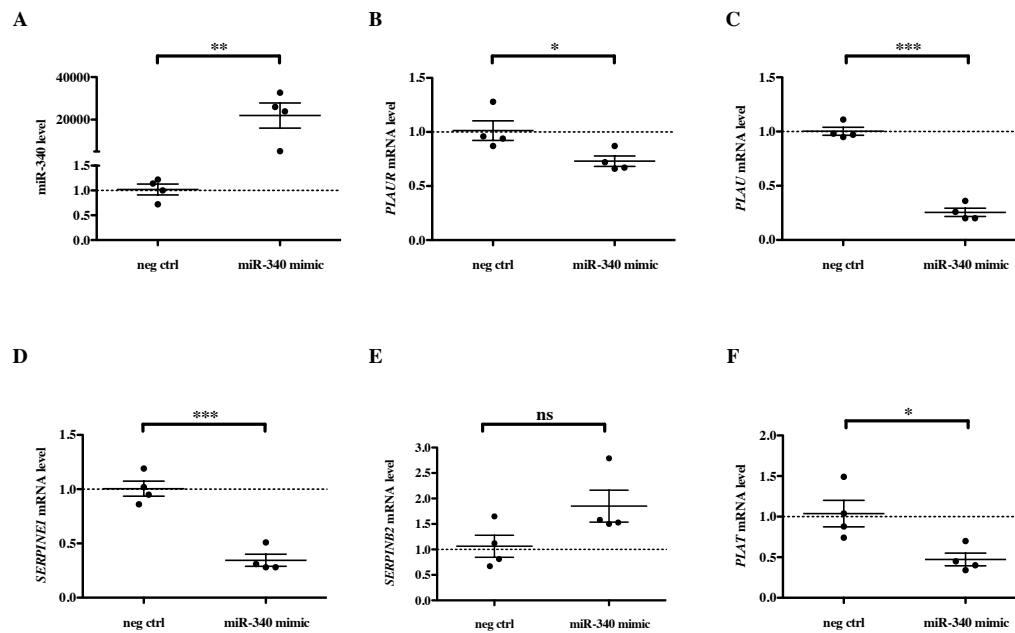 A
**
miR-340 level
40000
20000
1.5
1.0
0.5
0.0
neg ctrl
miR-340 mimic
B
*
PLAUR mRNA level
1.5
1.0
0.5
0.0
neg ctrl
miR-340 mimic
C
***
PLAU mRNA level
1.5
1.0
0.5
0.0
neg ctrl
miR-340 mimic
D
***
SERPINE1 mRNA level
1.5
1.0
0.5
0.0
neg ctrl
miR-340 mimic
E
ns
SERPINB2 mRNA level
3.0
2.5
2.0
1.5
1.0
0.5
0.0
neg ctrl
miR-340 mimic
F
*
PLAT mRNA level
2.0
1.5
1.0
0.5
0.0
neg ctrl
miR-340 mimic